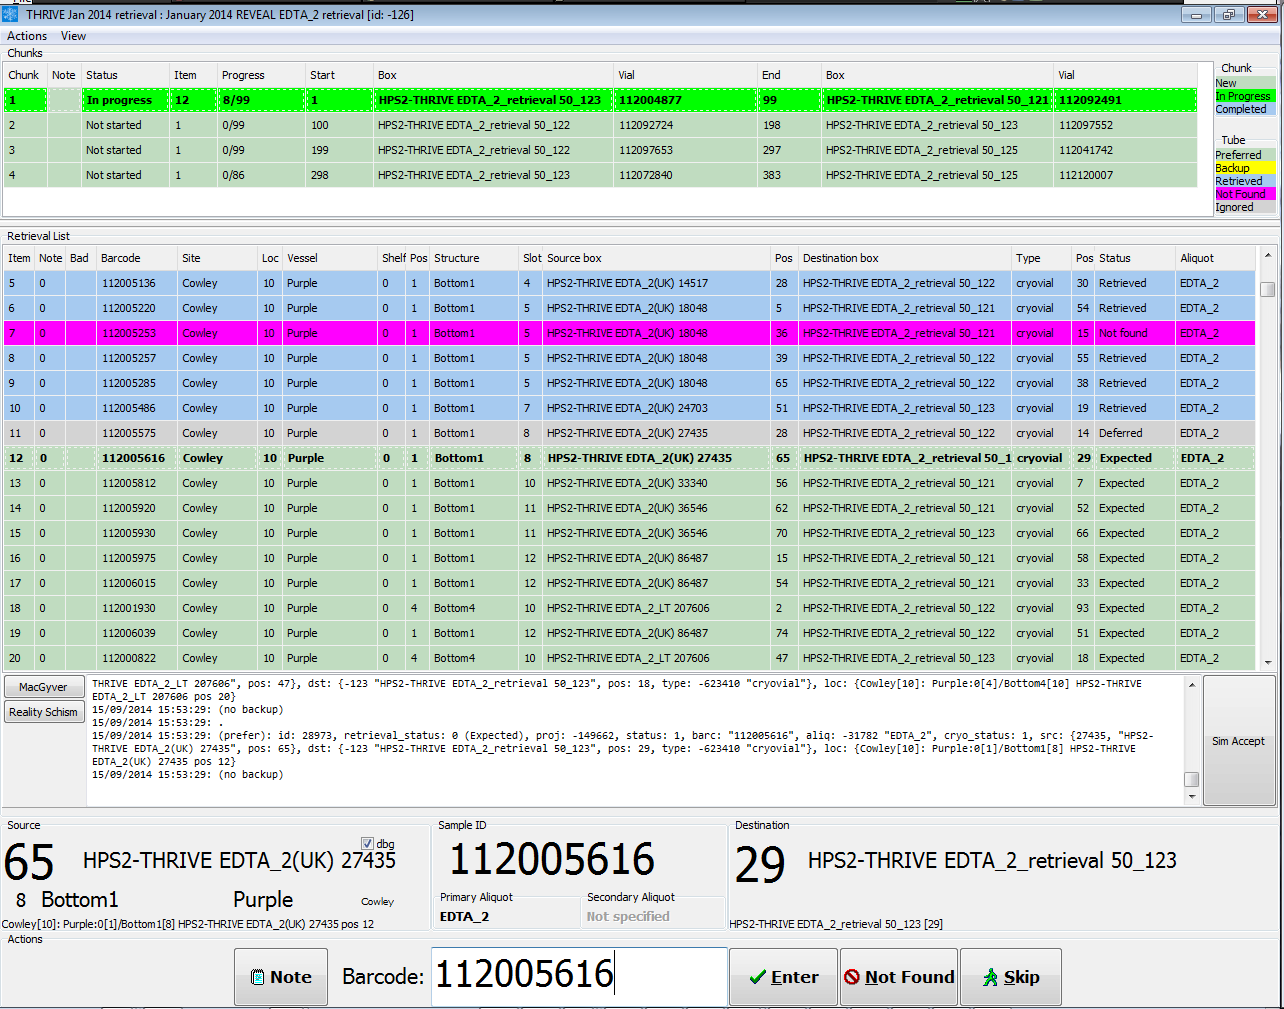 THRIVE Jan 2014 retrieval : January 2014 REVEAL EDTA_2 retrieval [id: -126]
Actions View
Chunks
Chunk Note Status Item Progress Start Box Vial End Box Vial
1 In progress 12 8/99 1 HPS2-THRIVE EDTA_2_retrieval 50_123 112004877 99 HPS2-THRIVE EDTA_2_retrieval 50_121 112092491
2 Not started 1 0/99 100 HPS2-THRIVE EDTA_2_retrieval 50_122 112092724 198 HPS2-THRIVE EDTA_2_retrieval 50_123 112097552
3 Not started 1 0/99 199 HPS2-THRIVE EDTA_2_retrieval 50_122 112097653 297 HPS2-THRIVE EDTA_2_retrieval 50_125 112041742
4 Not started 1 0/86 298 HPS2-THRIVE EDTA_2_retrieval 50_123 112072840 383 HPS2-THRIVE EDTA_2_retrieval 50_125 112120007
Chunk
New
In Progress
Completed
Tube
Preferred
Backup
Retrieved
Not Found
Ignored
Retrieval List
Item Note Bad Barcode Site Loc Vessel Shelf Pos Structure Slot Source box Pos Destination box Type Pos Status Aliquot
5 0 112005136 Cowley 10 Purple 0 1 Bottom1 4 HPS2-THRIVE EDTA_2(UK) 14517 28 HPS2-THRIVE EDTA_2_retrieval 50_122 cryovial 30 Retrieved EDTA_2
6 0 112005220 Cowley 10 Purple 0 1 Bottom1 5 HPS2-THRIVE EDTA_2(UK) 18048 5 HPS2-THRIVE EDTA_2_retrieval 50_121 cryovial 54 Retrieved EDTA_2
7 0 112005253 Cowley 10 Purple 0 1 Bottom1 5 HPS2-THRIVE EDTA_2(UK) 18048 36 HPS2-THRIVE EDTA_2_retrieval 50_121 cryovial 15 Not found EDTA_2
8 0 112005257 Cowley 10 Purple 0 1 Bottom1 5 HPS2-THRIVE EDTA_2(UK) 18048 39 HPS2-THRIVE EDTA_2_retrieval 50_122 cryovial 55 Retrieved EDTA_2
9 0 112005285 Cowley 10 Purple 0 1 Bottom1 5 HPS2-THRIVE EDTA_2(UK) 18048 65 HPS2-THRIVE EDTA_2_retrieval 50_122 cryovial 38 Retrieved EDTA_2
10 0 112005486 Cowley 10 Purple 0 1 Bottom1 7 HPS2-THRIVE EDTA_2(UK) 24703 51 HPS2-THRIVE EDTA_2_retrieval 50_123 cryovial 19 Retrieved EDTA_2
11 0 112005575 Cowley 10 Purple 0 1 Bottom1 8 HPS2-THRIVE EDTA_2(UK) 27435 28 HPS2-THRIVE EDTA_2_retrieval 50_122 cryovial 14 Deferred EDTA_2
12 0 112005616 Cowley 10 Purple 0 1 Bottom1 8 HPS2-THRIVE EDTA_2(UK) 27435 65 HPS2-THRIVE EDTA_2_retrieval 50_1 cryovial 29 Expected EDTA_2
13 0 112005812 Cowley 10 Purple 0 1 Bottom1 10 HPS2-THRIVE EDTA_2(UK) 33340 56 HPS2-THRIVE EDTA_2_retrieval 50_121 cryovial 7 Expected EDTA_2
14 0 112005920 Cowley 10 Purple 0 1 Bottom1 11 HPS2-THRIVE EDTA_2(UK) 36546 62 HPS2-THRIVE EDTA_2_retrieval 50_121 cryovial 52 Expected EDTA_2
15 0 112005930 Cowley 10 Purple 0 1 Bottom1 11 HPS2-THRIVE EDTA_2(UK) 36546 70 HPS2-THRIVE EDTA_2_retrieval 50_123 cryovial 66 Expected EDTA_2
16 0 112005975 Cowley 10 Purple 0 1 Bottom1 12 HPS2-THRIVE EDTA_2(UK) 86487 15 HPS2-THRIVE EDTA_2_retrieval 50_121 cryovial 58 Expected EDTA_2
17 0 112006015 Cowley 10 Purple 0 1 Bottom1 12 HPS2-THRIVE EDTA_2(UK) 86487 54 HPS2-THRIVE EDTA_2_retrieval 50_121 cryovial 33 Expected EDTA_2
18 0 112001930 Cowley 10 Purple 0 4 Bottom4 10 HPS2-THRIVE EDTA_2_LT 207606 2 HPS2-THRIVE EDTA_2_retrieval 50_122 cryovial 93 Expected EDTA_2
19 0 112006039 Cowley 10 Purple 0 1 Bottom1 12 HPS2-THRIVE EDTA_2(UK) 86487 74 HPS2-THRIVE EDTA_2_retrieval 50_122 cryovial 51 Expected EDTA_2
20 0 112000822 Cowley 10 Purple 0 4 Bottom4 10 HPS2-THRIVE EDTA_2_LT 207606 47 HPS2-THRIVE EDTA_2_retrieval 50_123 cryovial 18 Expected EDTA_2
MacGyver
Reality Schism
THRIVE EDTA_2_LT 207606", pos: 47}, dst: {-123 "HPS2-THRIVE EDTA_2_retrieval 50_123", pos: 18, type: -623410 "cryovial"}, loc: {Cowley[10]: Purple:0[4]/Bottom4[10] HPS2-THRIVE
EDTA_2_LT 207606 pos 20}
15/09/2014 15:53:29: (no backup)
15/09/2014 15:53:29: .
15/09/2014 15:53:29: (prefer): id: 28973, retrieval_status: 0 (Expected), proj: -149662, status: 1, barc: "112005616", aliq: -31782 "EDTA_2", cryo_status: 1, src: {27435, "HPS2-
THRIVE EDTA_2(UK) 27435", pos: 65}, dst: {-123 "HPS2-THRIVE EDTA_2_retrieval 50_123", pos: 29, type: -623410 "cryovial"}, loc: {Cowley[10]: Purple:0[1]/Bottom1[8] HPS2-THRIVE
EDTA_2(UK) 27435 pos 12}
15/09/2014 15:53:29: (no backup)
Sim Accept
Source
dbg
65 HPS2-THRIVE EDTA_2(UK) 27435
8 Bottom1 Purple Cowley
Cowley[10]: Purple:0[1]/Bottom1[8] HPS2-THRIVE EDTA_2(UK) 27435 pos 12
Sample ID
112005616
Primary Aliquot Secondary Aliquot
EDTA_2 Not specified
Destination
29 HPS2-THRIVE EDTA_2_retrieval 50_123
HPS2-THRIVE EDTA_2_retrieval 50_123 [29]
Actions
Note Barcode: 112005616 Enter Not Found Skip